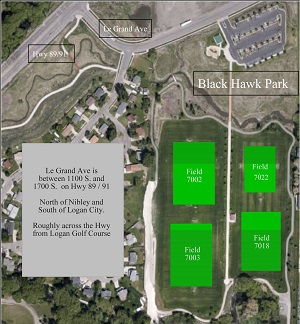 Le Grand Ave
Hwy 89/91
Black Hawk Park
Field
7002
Field
7022
Field
7003
Field
7018
Le Grand Ave is
between 1100 S. and
1700 S. on Hwy 89 / 91
North of Nibley and
South of Logan City.
Roughly across the Hwy
from Logan Golf Course